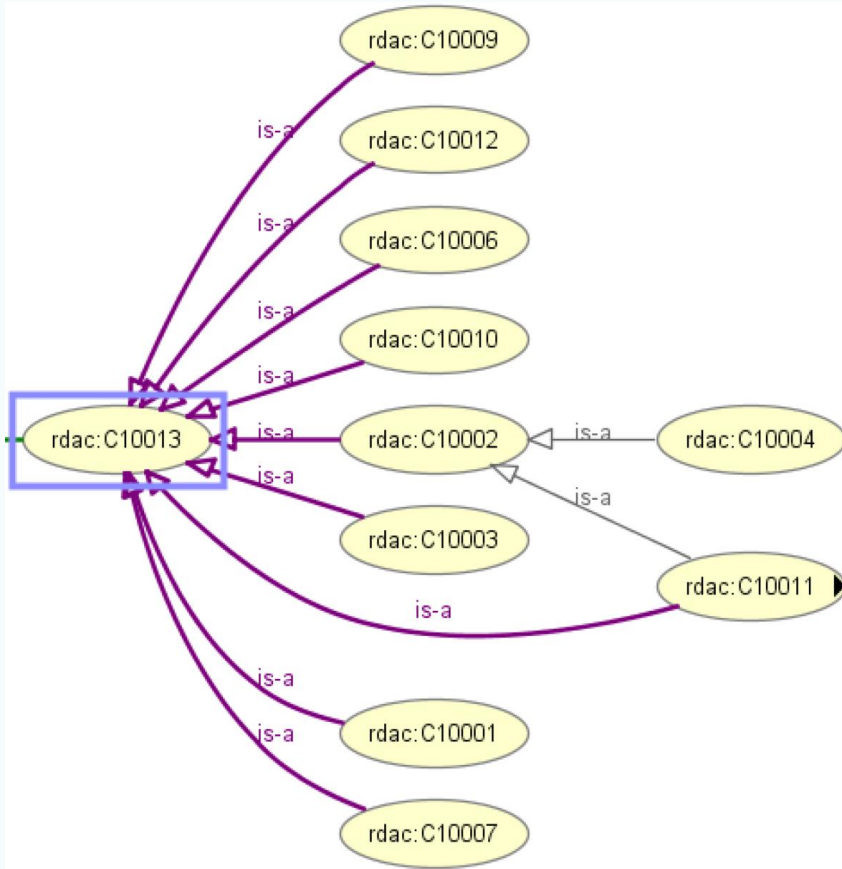 rdac:C10009
is-a
rdac:C10012
is-a
rdac:C10006
is-a
rdac:C10010
is-a
rdac:C10013
is-a
rdac:C10002
is-a
rdac:C10004
is-a
is-a
rdac:C10003
rdac:C10011
is-a
is-a
rdac:C10001
is-a
rdac:C10007